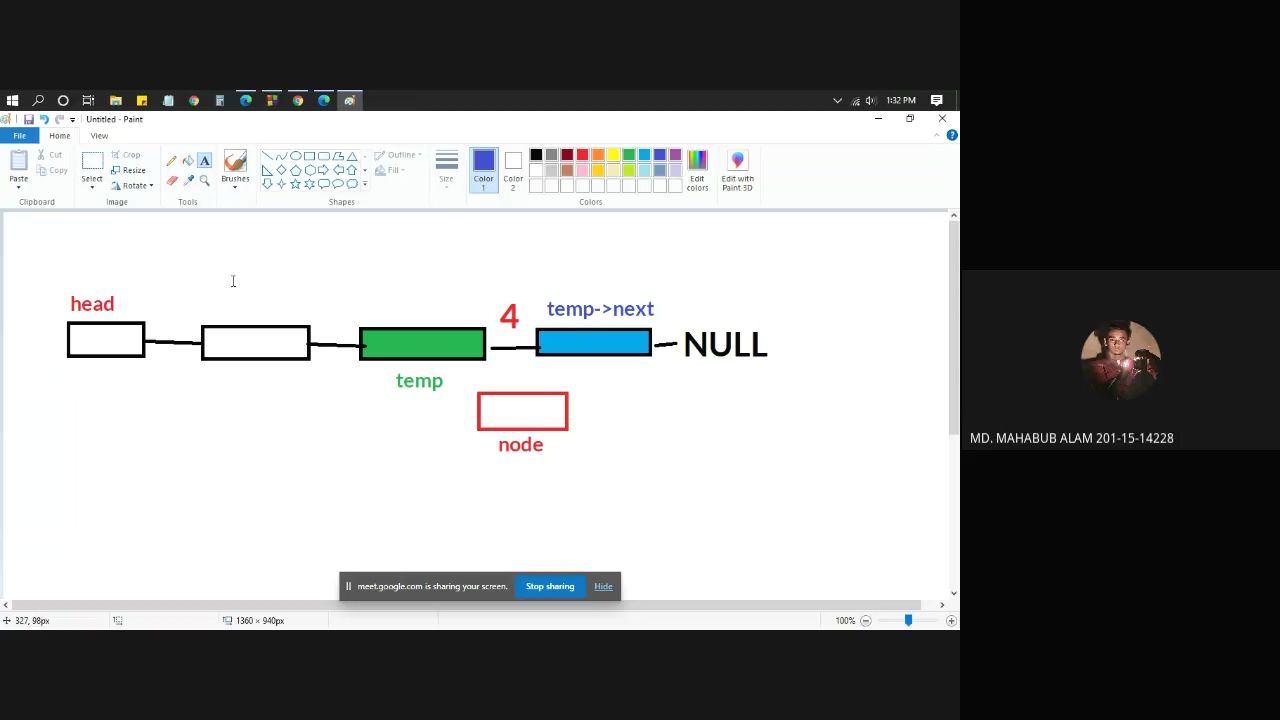 1:32 PM
Untitled - Paint
File Home View
Paste
Cut
Copy
Clipboard
Select
Crop
Resize
Rotate
Image
A
Tools
Brushes
Outline
Fill
Shapes
Size
Color 1
Color 2
Edit colors
Edit with Paint 3D
Colors
head
4
temp->next
NULL
temp
node
MD. MAHABUB ALAM 201-15-14228
meet.google.com is sharing your screen.
Stop sharing
Hide
327, 98px
1360 × 940px
100%